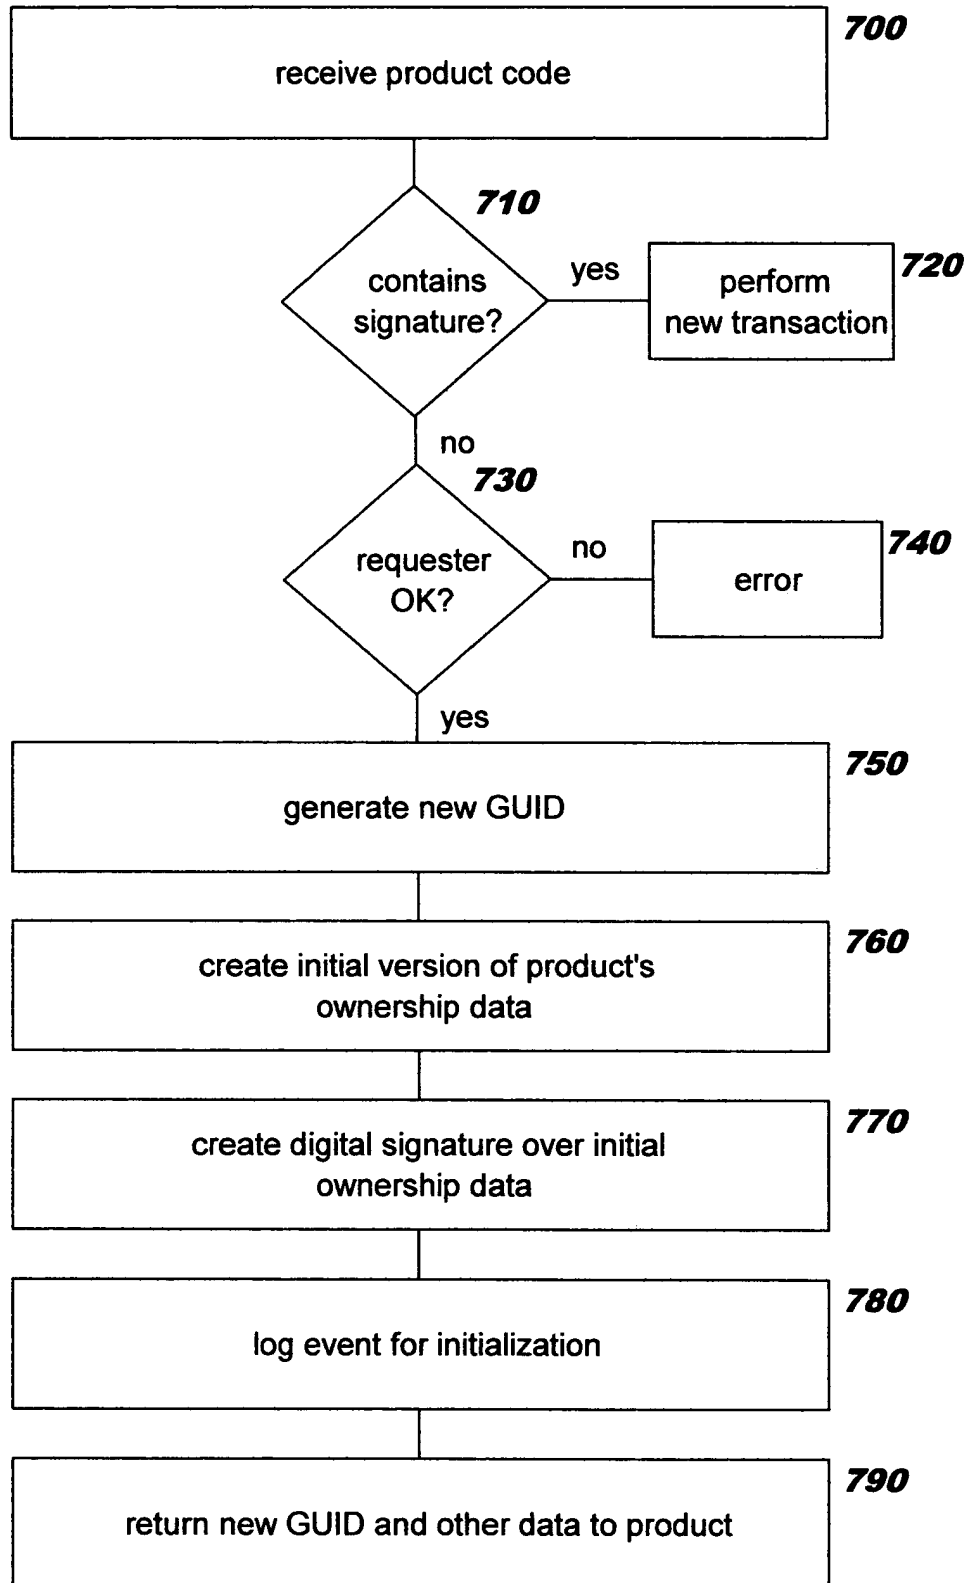 700
receive product code
710
contains
signature?
yes
720
perform
new transaction
no
730
requester
OK?
no
740
error
yes
750
generate new GUID
760
create initial version of product's
ownership data
770
create digital signature over initial
ownership data
780
log event for initialization
790
return new GUID and other data to product